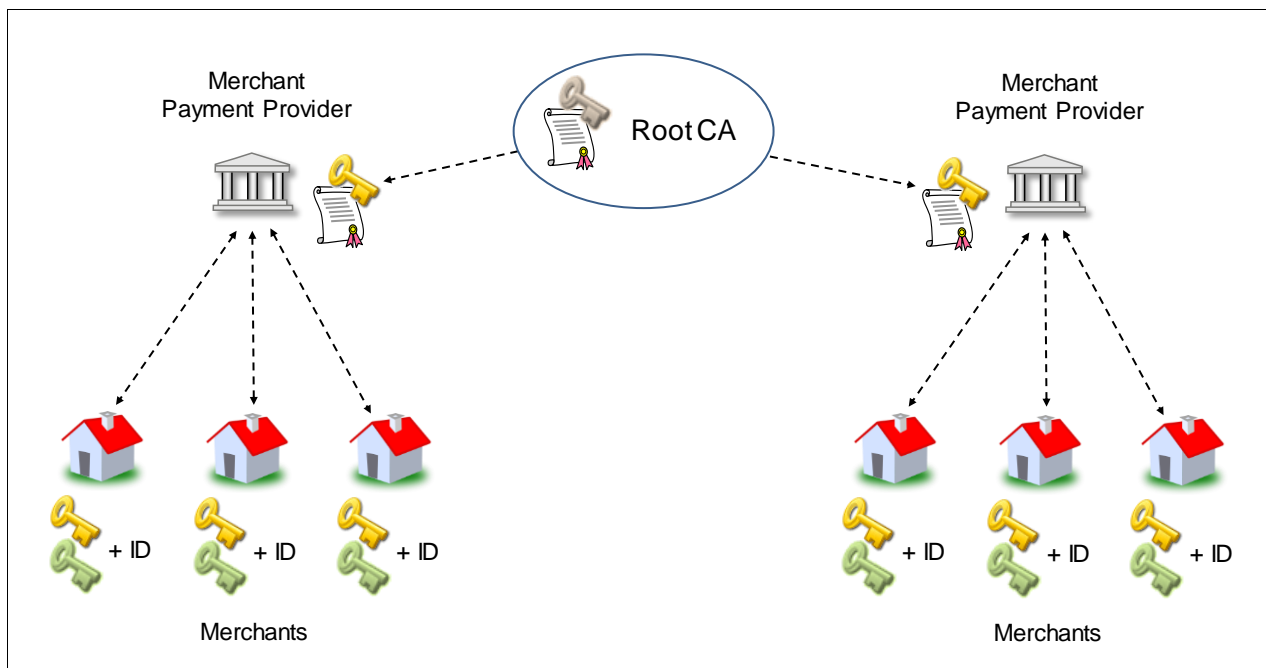 Merchant
Payment Provider
Root CA
Merchant
Payment Provider
+ ID
+ ID
+ ID
+ ID
+ ID
+ ID
Merchants
Merchants